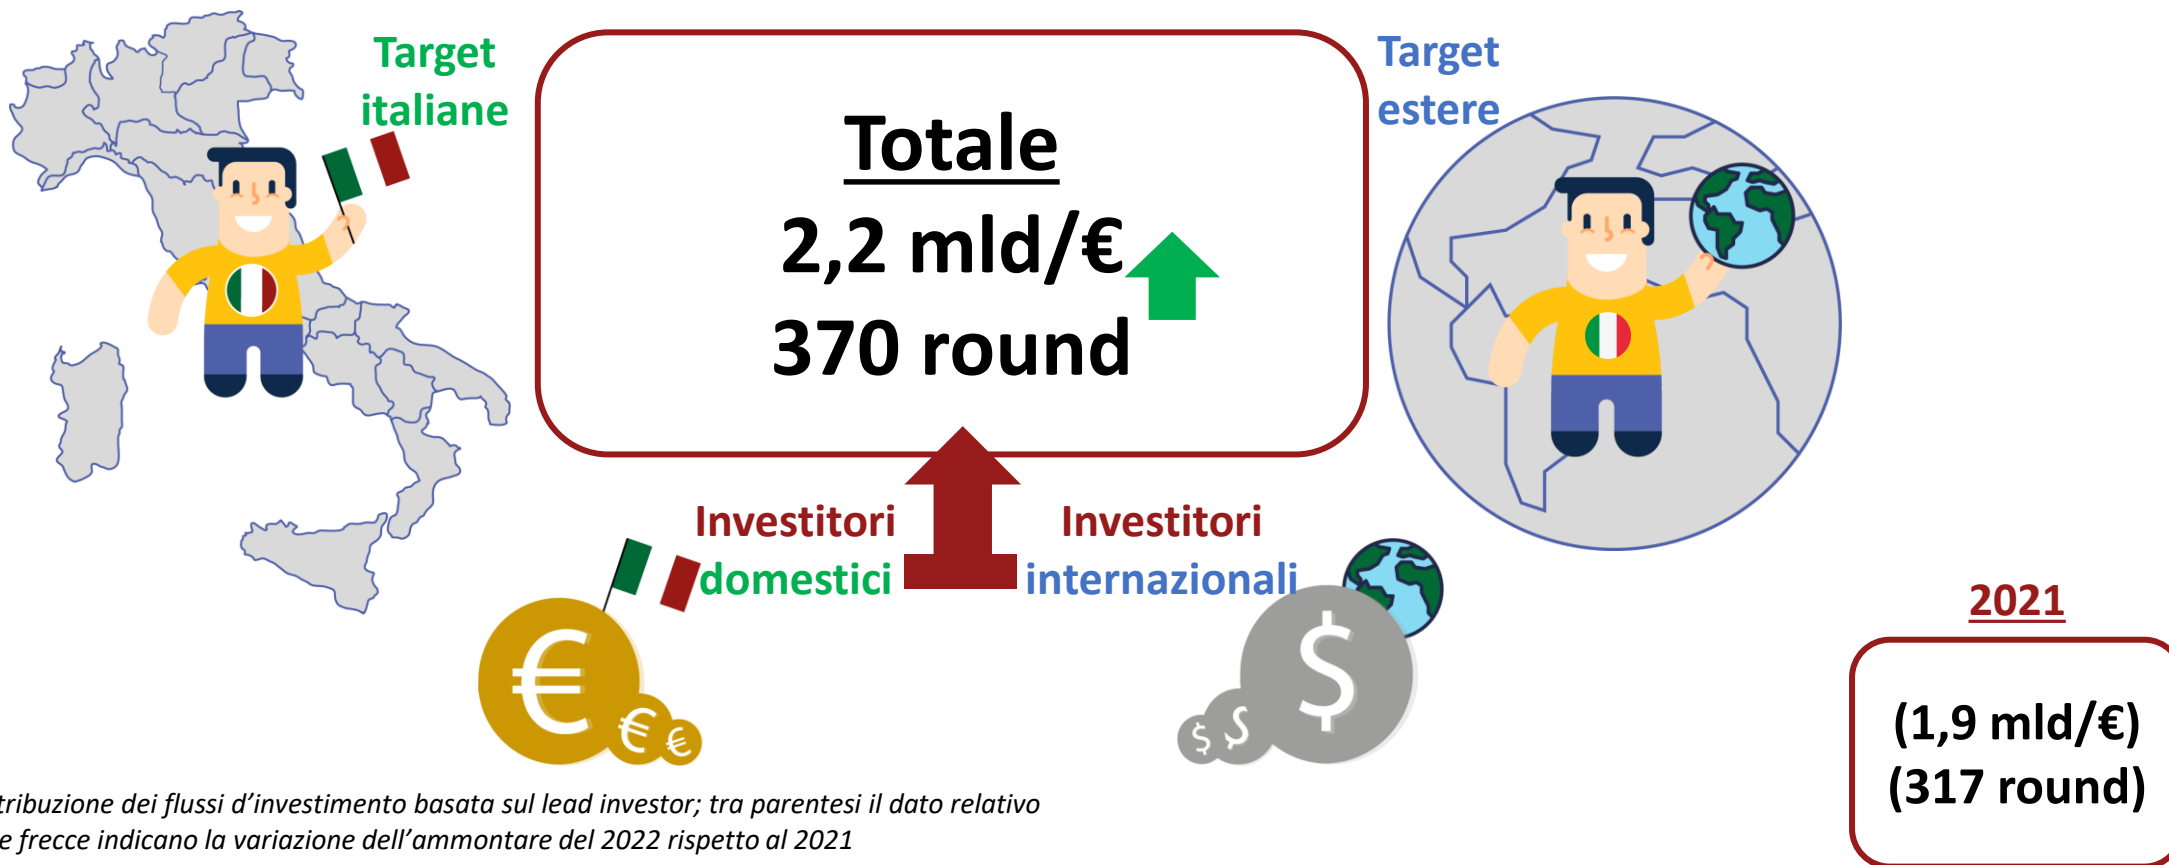 Target
italiane
Totale
2,2 mld/€
370 round
Target
estere
Investitori
domestici
Investitori
internazionali
€
€
€
$
$
$
2021
(1,9 mld/€)
(317 round)
tribuzione dei flussi d'investimento basata sul lead investor; tra parentesi il dato relativo
e frecce indicano la variazione dell'ammontare del 2022 rispetto al 2021